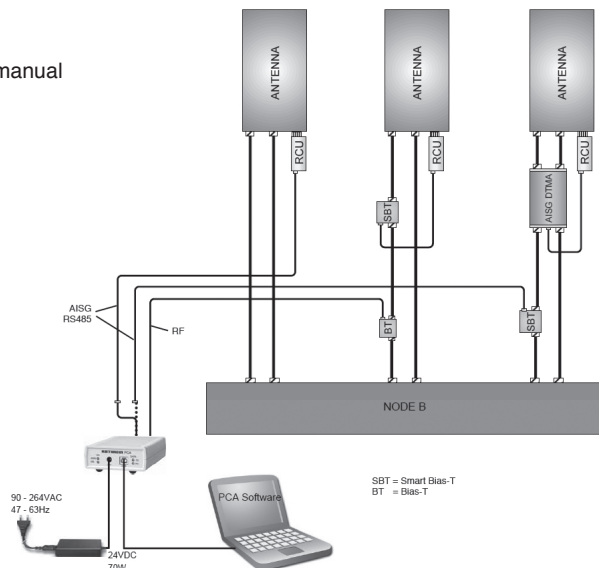 manual
ANTENNA
ANTENNA
ANTENNA
RCU
RCU
RCU
SBT
AISG DTMA
AISG
RS485
RF
BT
SBT
NODE B
PCA Software
SBT = Smart Bias-T
BT = Bias-T
90 - 264VAC
47 - 63Hz
24VDC
70W